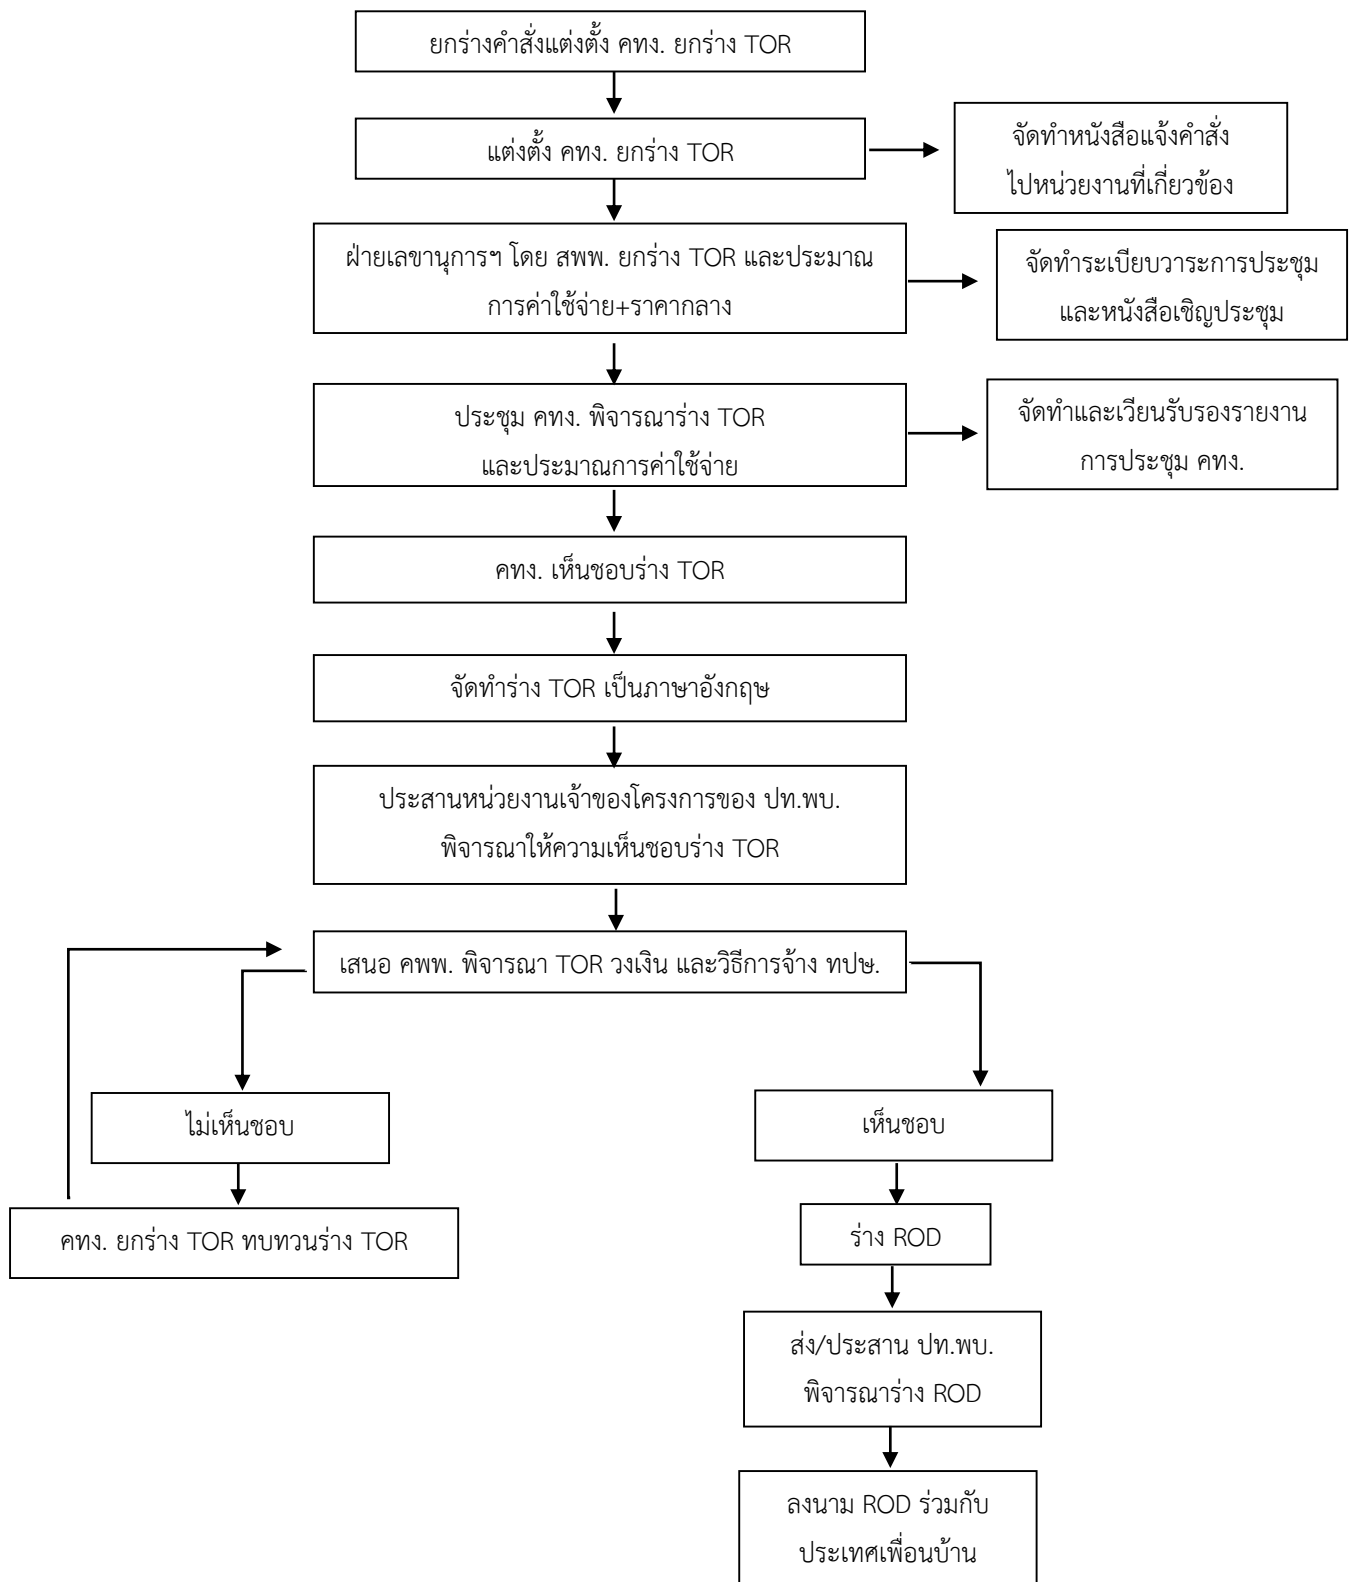 ยกร่างคำสั่งแต่งตั้ง คทง. ยกร่าง TOR
แต่งตั้ง คทง. ยกร่าง TOR
จัดทำหนังสือแจ้งคำสั่ง
ไปหน่วยงานที่เกี่ยวข้อง
ฝ่ายเลขานุการฯ โดย สพพ. ยกร่าง TOR และประมาณ
การค่าใช้จ่าย+ราคากลาง
จัดทำระเบียบวาระการประชุม
และหนังสือเชิญประชุม
ประชุม คทง. พิจารณาร่าง TOR
และประมาณการค่าใช้จ่าย
จัดทำและเวียนรับรองรายงาน
การประชุม คทง.
คทง. เห็นชอบร่าง TOR
จัดทำร่าง TOR เป็นภาษาอังกฤษ
ประสานหน่วยงานเจ้าของโครงการของ ปท.พบ.
พิจารณาให้ความเห็นชอบร่าง TOR
เสนอ คพพ. พิจารณา TOR วงเงิน และวิธีการจ้าง ทปษ.
ไม่เห็นชอบ
เห็นชอบ
คทง. ยกร่าง TOR ทบทวนร่าง TOR
ร่าง ROD
ส่ง/ประสาน ปท.พบ.
พิจารณาร่าง ROD
ลงนาม ROD ร่วมกับ
ประเทศเพื่อนบ้าน